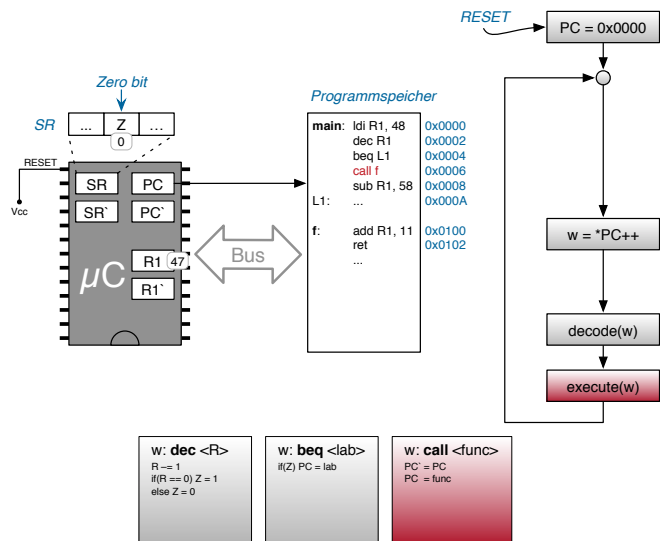 RESET
PC = 0x0000
Zero bit
Programmspeicher
SR
... Z ...
0
main: ldi R1, 48 0x0000
dec R1 0x0002
beq L1 0x0004
call f 0x0006
sub R1, 58 0x0008
L1: ... 0x000A
f: add R1, 11 0x0100
ret 0x0102
...
RESET
Vcc
SR PC
SR` PC`
R1 47
R1`
µC
Bus
w = *PC++
decode(w)
execute(w)
w: dec <R>
R -= 1
if(R == 0) Z = 1
else Z = 0
w: beq <lab>
if(Z) PC = lab
w: call <func>
PC` = PC
PC = func